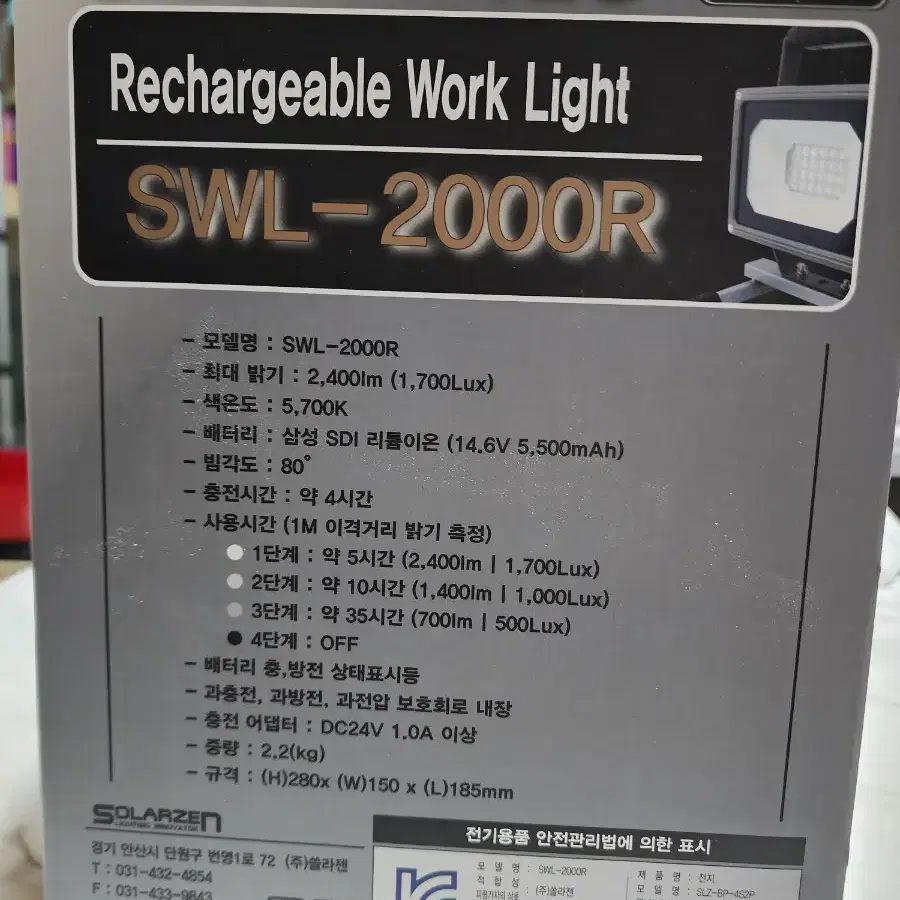 Rechargeable Work Light
SWL-2000R
- 모델명 : SWL-2000R
- 최대 밝기 : 2,400lm (1,700Lux)
- 색온도 : 5,700K
- 배터리 : 삼성 SDI 리튬이온 (14.6V 5,500mAh)
- 빔각도 : 80°
- 충전시간 : 약 4시간
- 사용시간 (1M 이격거리 밝기 측정)
1단계 : 약 5시간 (2,400lm | 1,700Lux)
2단계 : 약 10시간 (1,400lm | 1,000Lux)
3단계 : 약 35시간 (700lm | 500Lux)
4단계 : OFF
- 배터리 충,방전 상태표시등
- 과충전, 과방전, 과전압 보호회로 내장
- 충전 어댑터 : DC24V 1.0A 이상
- 중량 : 2.2(kg)
- 규격 : (H)280x (W)150 x (L)185mm
SOLARZEN
LIGHTING INNOVATOR
경기 안산시 단원구 번영1로 72 (주)쏠라젠
T : 031-432-4854
F : 031-433-9843
전기용품 안전관리법에 의한 표시
모 델 명 : SWL-2000R
적 합 성
: (주)쏠라젠
제 품 명 : 전지
모 델 명 : SLZ-BP-4S2P